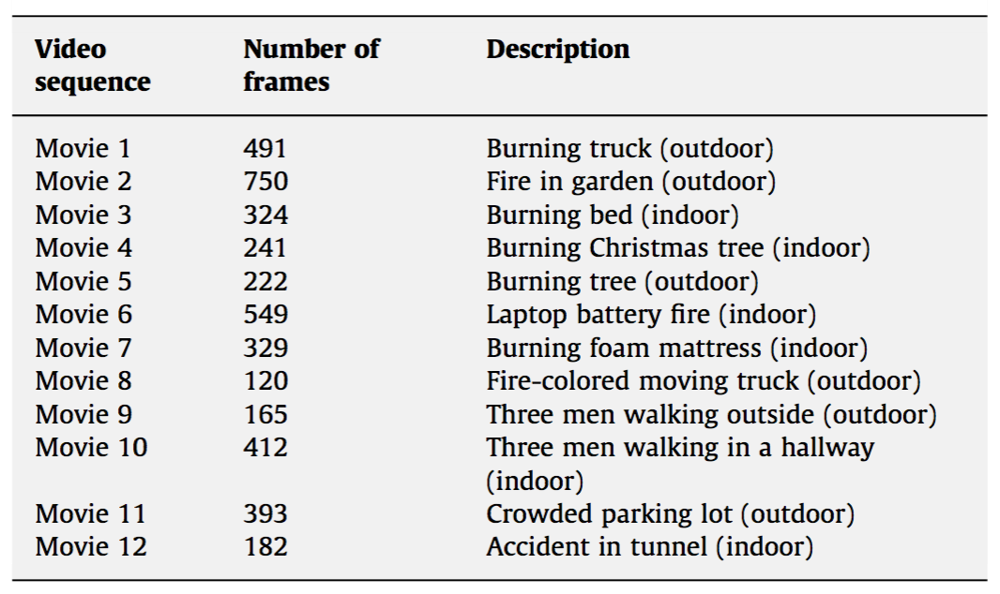 Video sequence Number of frames Description
Movie 1 491 Burning truck (outdoor)
Movie 2 750 Fire in garden (outdoor)
Movie 3 324 Burning bed (indoor)
Movie 4 241 Burning Christmas tree (indoor)
Movie 5 222 Burning tree (outdoor)
Movie 6 549 Laptop battery fire (indoor)
Movie 7 329 Burning foam mattress (indoor)
Movie 8 120 Fire-colored moving truck (outdoor)
Movie 9 165 Three men walking outside (outdoor)
Movie 10 412 Three men walking in a hallway
(indoor)
Movie 11 393 Crowded parking lot (outdoor)
Movie 12 182 Accident in tunnel (indoor)